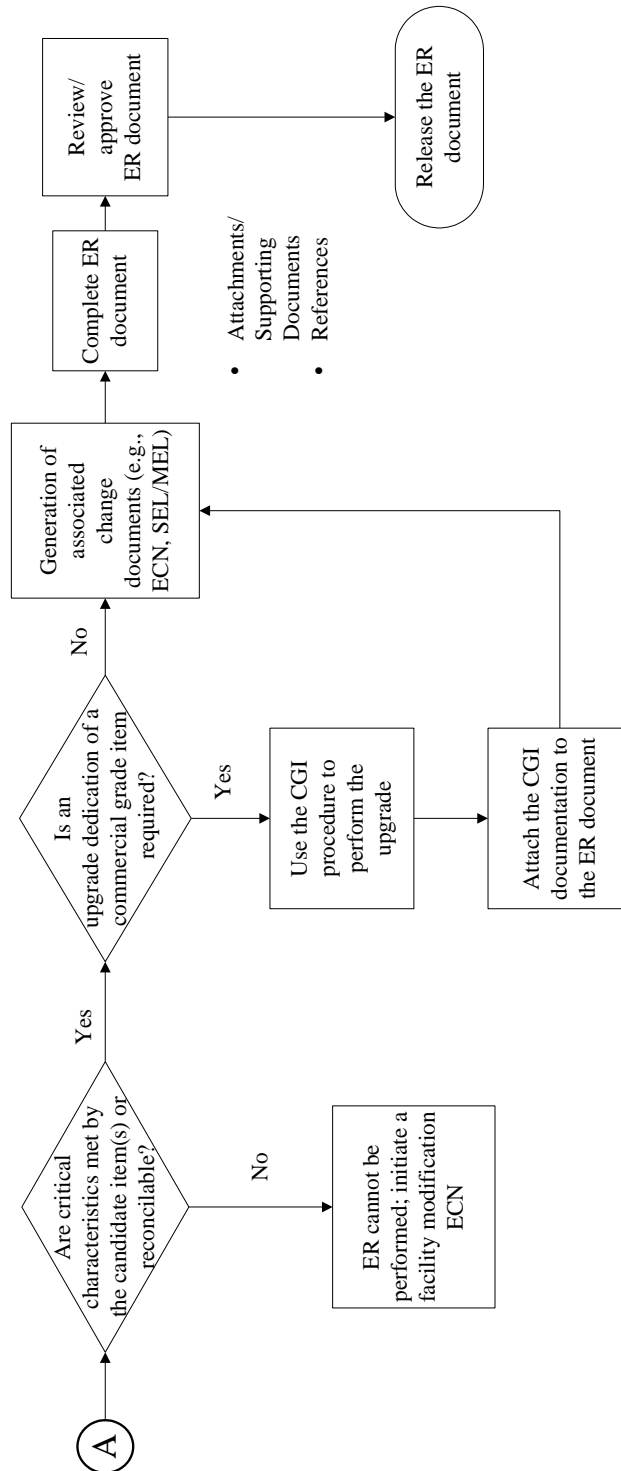 A
Are critical
characteristics met by
the candidate item(s) or
reconcilable?
Yes
No
ER cannot be
performed; initiate a
facility modification
ECN
Is an
upgrade dedication of a
commercial grade item
required?
No
Yes
Use the CGI
procedure to
perform the
upgrade
Attach the CGI
documentation to
the ER document
Generation of
associated
change
documents (e.g.,
ECN, SEL/MEL)
Complete ER
document
• Attachments/
Supporting
Documents
• References
Review/
approve
ER document
Release the ER
document